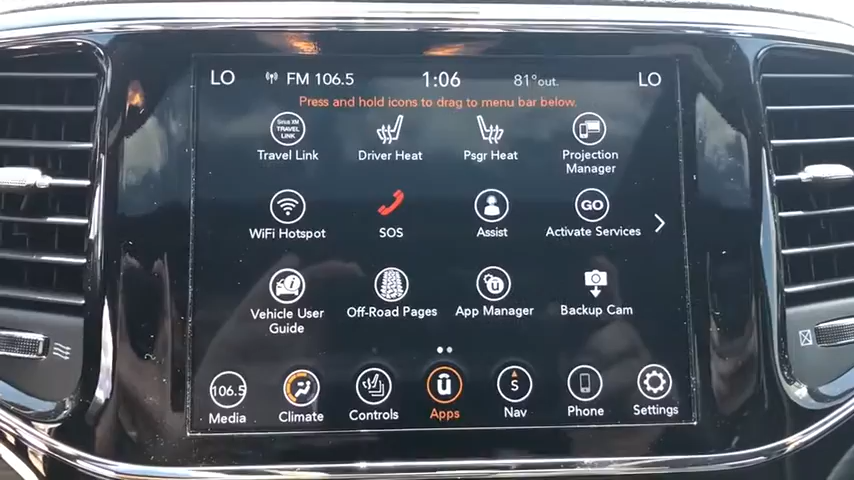 LO FM 106.5 1:06 81°out. LO
Press and hold icons to drag to menu bar below.
Sirius XM
TRAVEL
LINK
Travel Link Driver Heat Psgr Heat Projection
Manager
GO
WiFi Hotspot SOS Assist Activate Services
Vehicle User
Guide
Off-Road Pages App Manager Backup Cam
106.5 S
Media Climate Controls Apps Nav Phone Settings